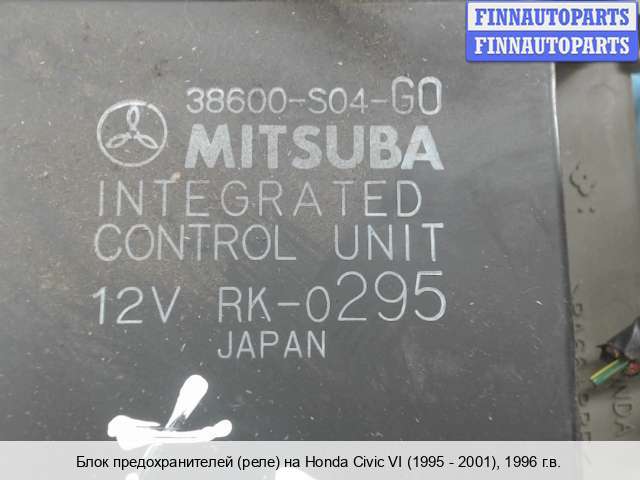 FINNAUTOPARTS
FINNAUTOPARTS
38600-S04-G0
MITSUBA
INTEGRATED
CONTROL UNIT
12V RK-0295
JAPAN
Блок предохранителей (реле) на Honda Civic VI (1995 - 2001), 1996 г.в.